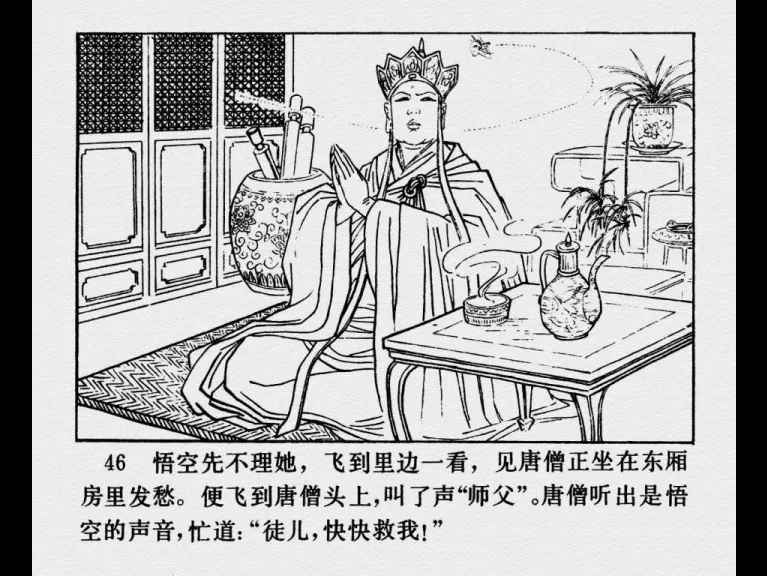 46 悟空先不理她，飞到里边一看，见唐僧正坐在东厢
房里发愁。便飞到唐僧头上，叫了声“师父”。唐僧听出是悟
空的声音，忙道：“徒儿，快快救我！”